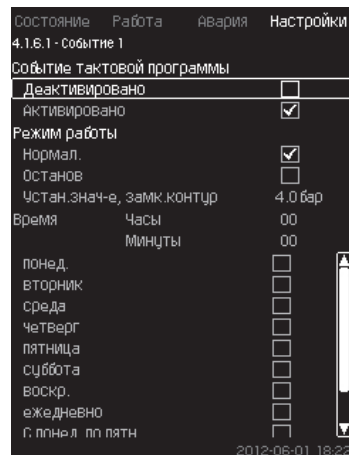 Состояние Работа Авария Настройки
4.1.6.1 - Событие 1
Событие тактовой программы
Деактивировано
Активировано
Режим работы
Нормал.
Останов
Устан.знач-е, замк.контур 4.0 бар
Время Часы 00
Минуты 00
понед.
вторник
среда
четверг
пятница
суббота
воскр.
ежедневно
С понед. по пятн
2012-06-01 18:22